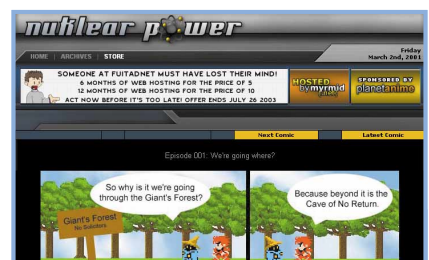 nuklear power
HOME | ARCHIVES | STORE
Friday
March 2nd, 2001
SOMEONE AT FUITADNET MUST HAVE LOST THEIR MIND!
6 MONTHS OF WEB HOSTING FOR THE PRICE OF 5
12 MONTHS OF WEB HOSTING FOR THE PRICE OF 10
ACT NOW BEFORE IT'S TOO LATE! OFFER ENDS JULY 26 2003
HOSTED
by myrmid
SPONSORED BY
planetanime
Next Comic
Latest Comic
Episode 001: We're going where?
So why is it we're going
through the Giant's Forest?
Giant's Forest
No Solicitors
Because beyond it is the
Cave of No Return.